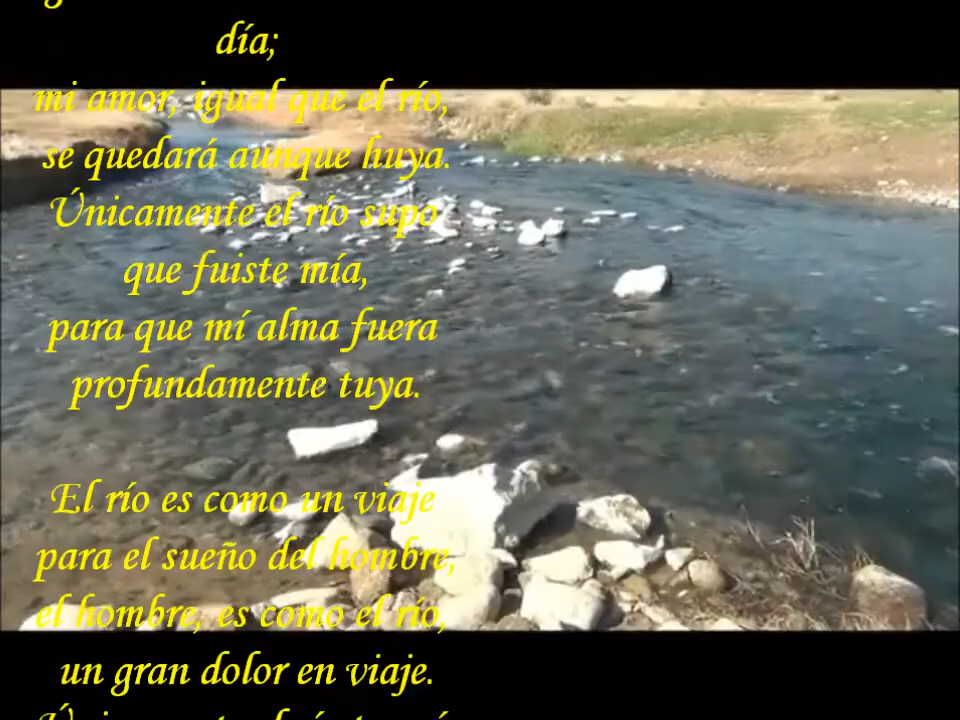 día;
mi amor, igual que el río,
se quedará aunque huya.
Únicamente el río supo
que fuiste mía,
para que mí alma fuera
profundamente tuya.
El río es como un viaje
para el sueño del hombre,
el hombre, es como el río,
un gran dolor en viaje.